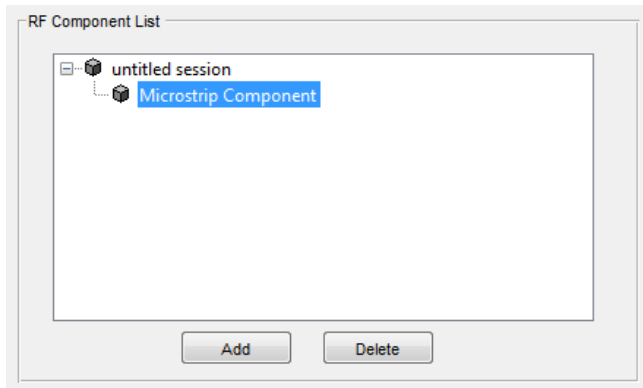 RF Component List
untitled session
Microstrip Component
Add Delete